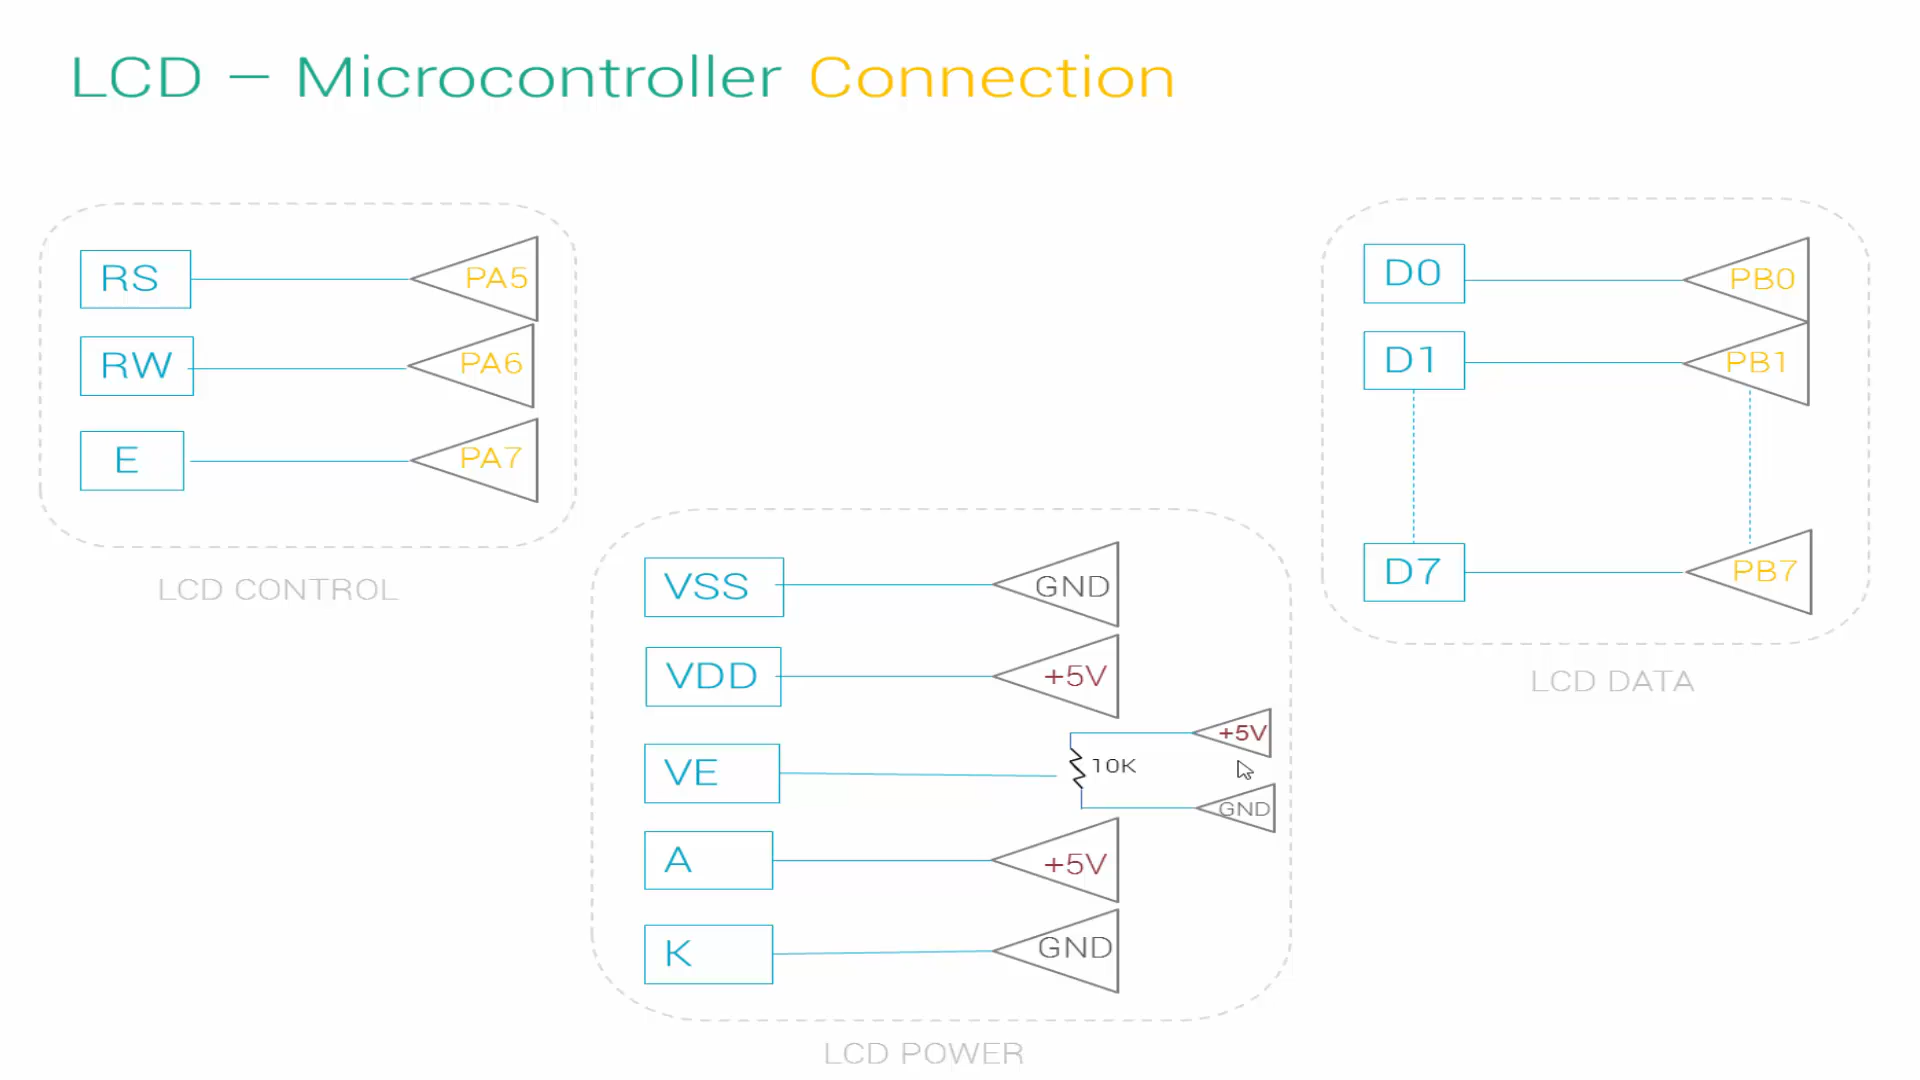 LCD – Microcontroller Connection
RS PA5
RW PA6
E PA7
LCD CONTROL
VSS GND
VDD +5V
VE 10K +5V
GND
A +5V
K GND
LCD POWER
D0 PB0
D1 PB1
D7 PB7
LCD DATA